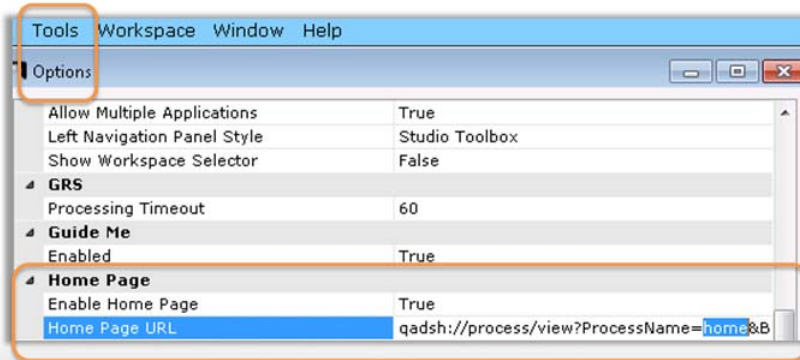 Tools Workspace Window Help
Options
Allow Multiple Applications True
Left Navigation Panel Style Studio Toolbox
Show Workspace Selector False
GRS
Processing Timeout 60
Guide Me
Enabled True
Home Page
Enable Home Page True
Home Page URL qadsh://process/view?ProcessName=home&B